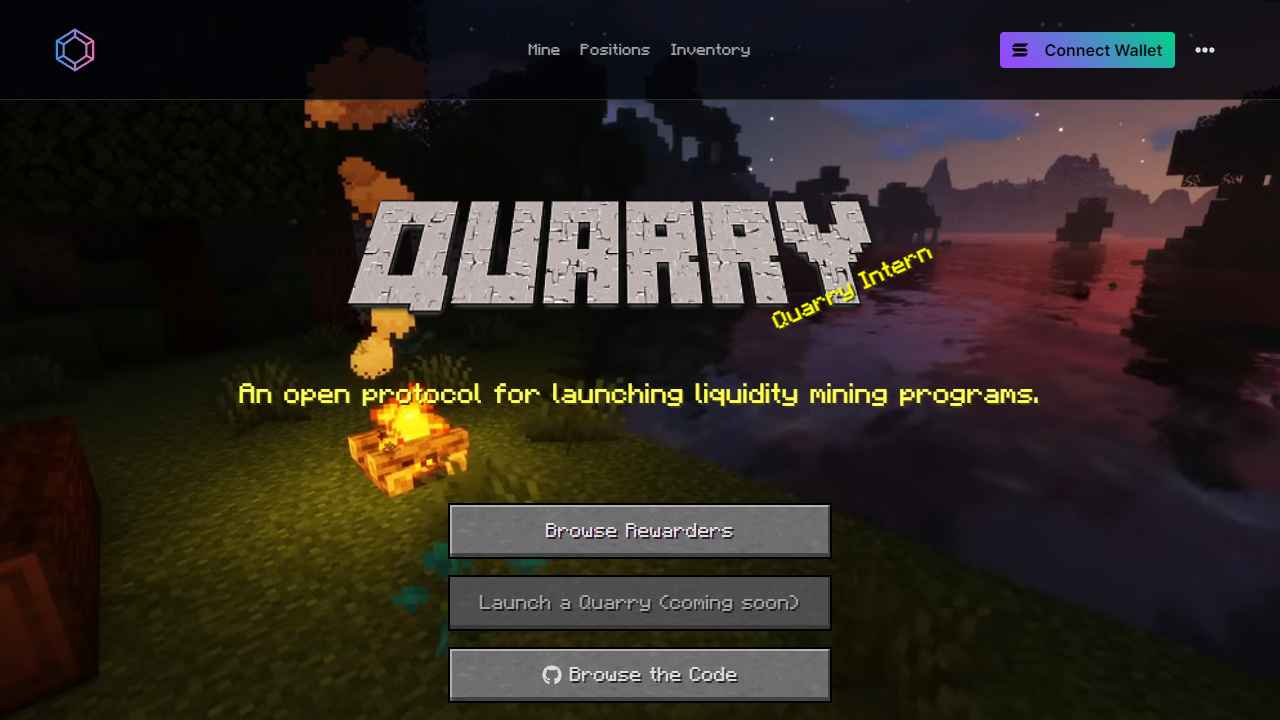 Mine Positions Inventory
Connect Wallet
QUARRY
Quarry Intern
An open protocol for launching liquidity mining programs.
Browse Rewarders
Launch a Quarry (coming soon)
Browse the Code